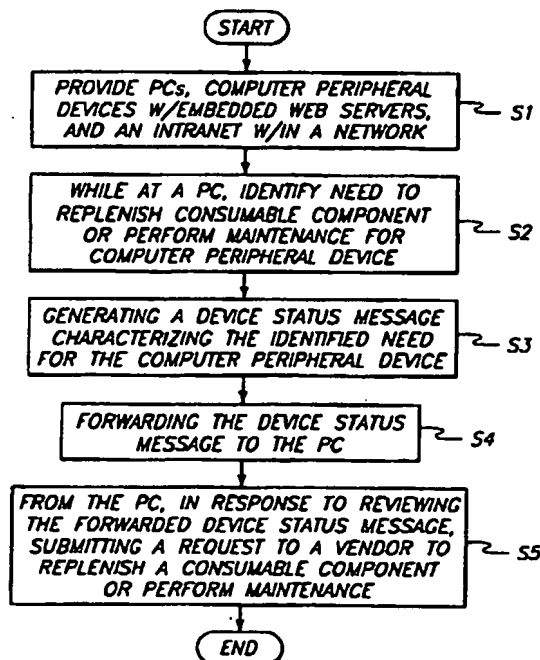 START
PROVIDE PCs, COMPUTER PERIPHERAL
DEVICES W/EMBEDDED WEB SERVERS,
AND AN INTRANET W/IN A NETWORK
S1
WHILE AT A PC, IDENTIFY NEED TO
REPLENISH CONSUMABLE COMPONENT
OR PERFORM MAINTENANCE FOR
COMPUTER PERIPHERAL DEVICE
S2
GENERATING A DEVICE STATUS MESSAGE
CHARACTERIZING THE IDENTIFIED NEED
FOR THE COMPUTER PERIPHERAL DEVICE
S3
FORWARDING THE DEVICE STATUS
MESSAGE TO THE PC
S4
FROM THE PC, IN RESPONSE TO REVIEWING
THE FORWARDED DEVICE STATUS MESSAGE,
SUBMITTING A REQUEST TO A VENDOR TO
REPLENISH A CONSUMABLE COMPONENT
OR PERFORM MAINTENANCE
S5
END